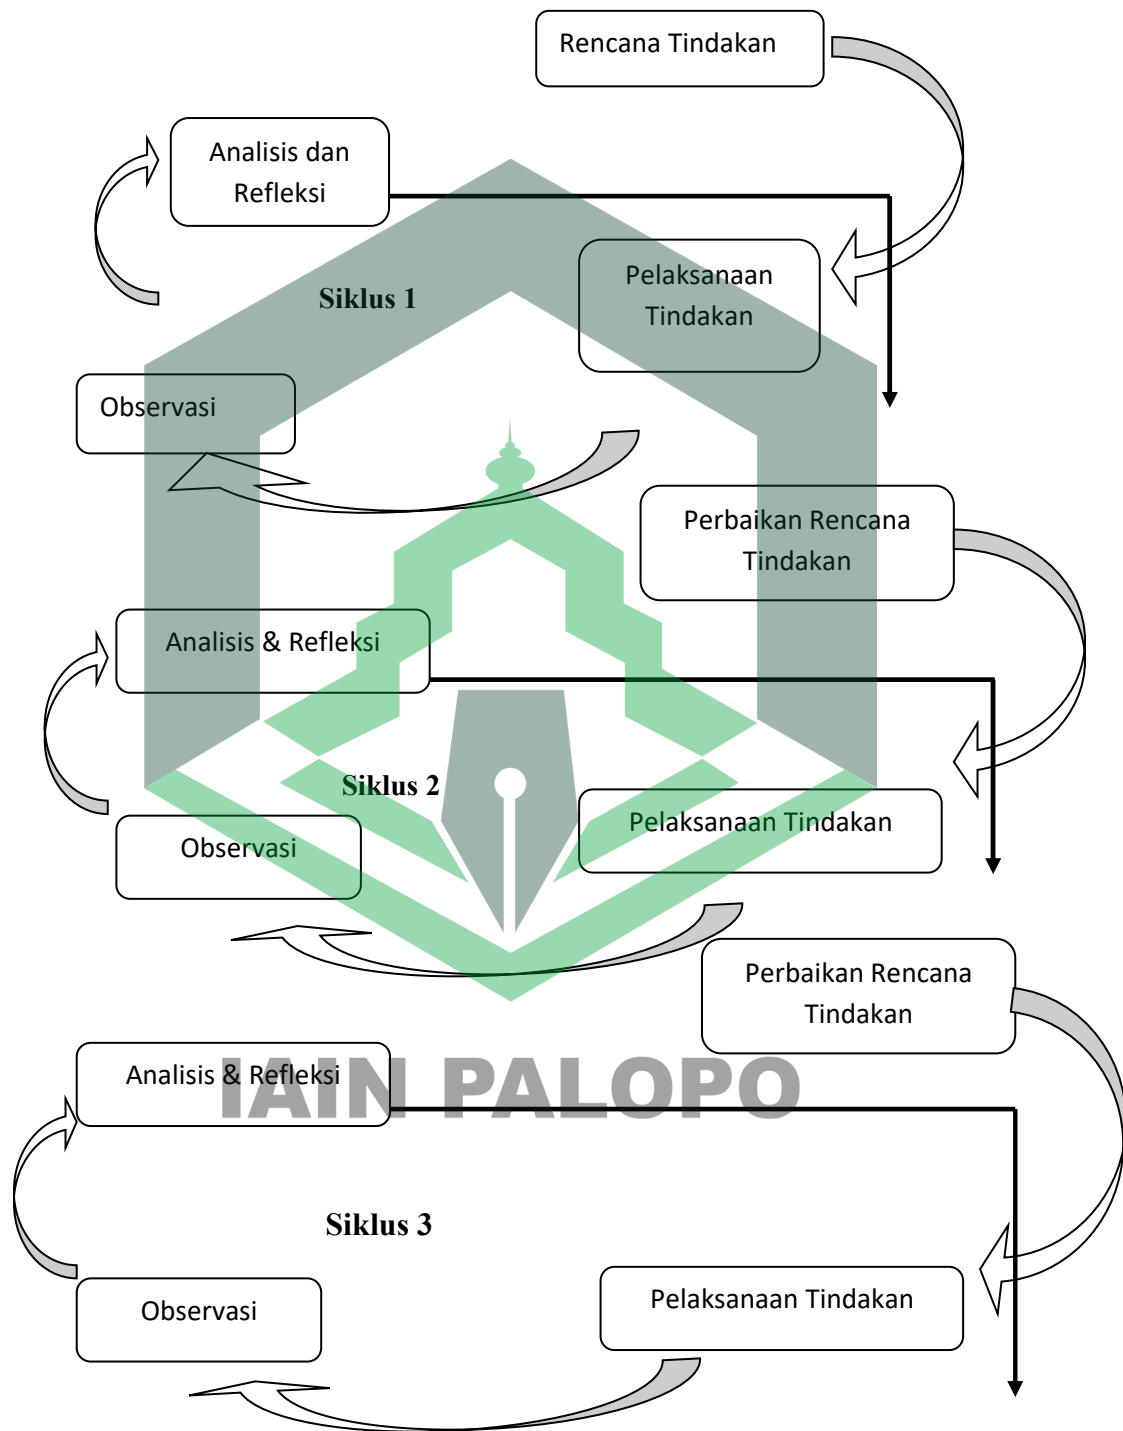 Rencana Tindakan
Analisis dan
Refleksi
Pelaksanaan
Tindakan
Siklus 1
Observasi
Perbaikan Rencana
Tindakan
Analisis & Refleksi
Siklus 2
Pelaksanaan Tindakan
Observasi
Perbaikan Rencana
Tindakan
Analisis & Refleksi
IAIN PALOPO
Siklus 3
Pelaksanaan Tindakan
Observasi